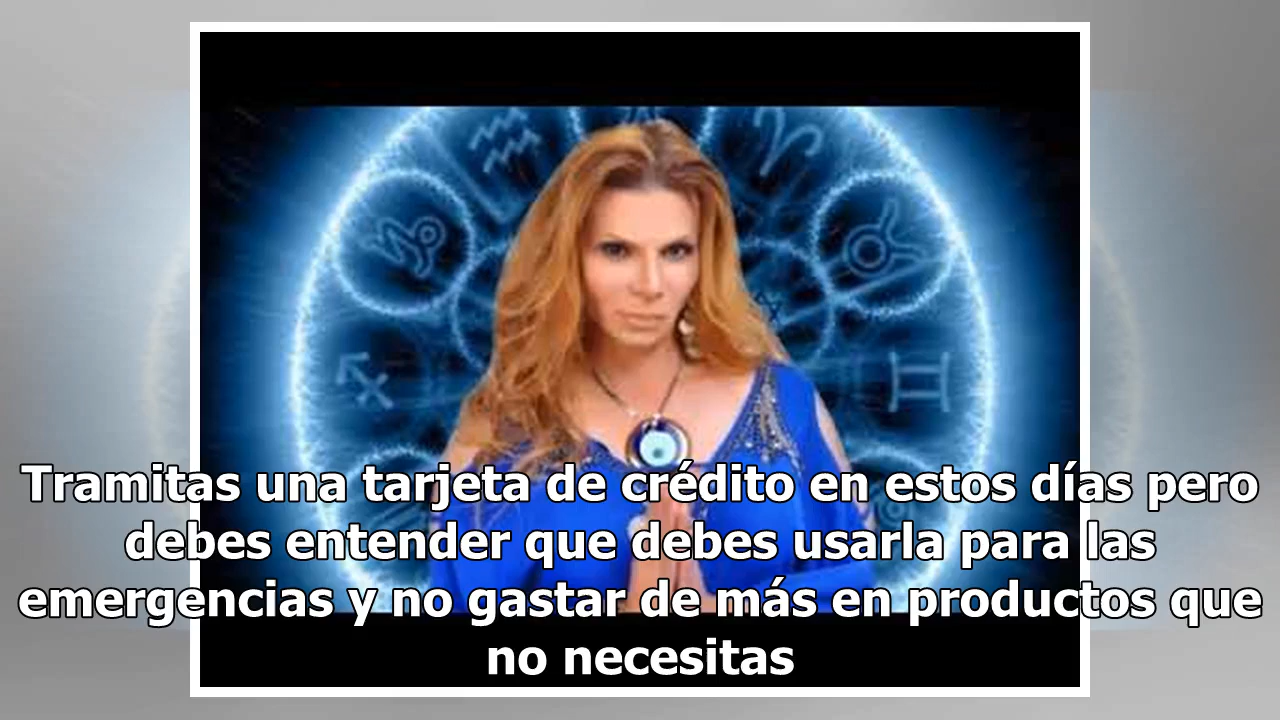 Tramitas una tarjeta de crédito en estos días pero
debes entender que debes usarla para las
emergencias y no gastar de más en productos que
no necesitas